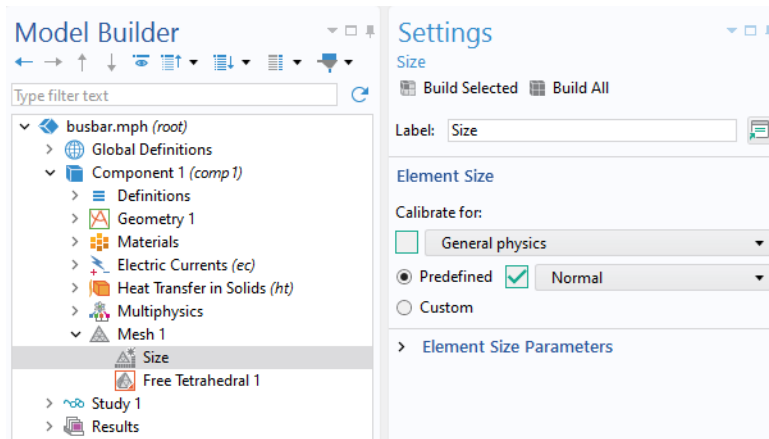 Model Builder
Type filter text
busbar.mph (root)
Global Definitions
Component 1 (comp1)
Definitions
Geometry 1
Materials
Electric Currents (ec)
Heat Transfer in Solids (ht)
Multiphysics
Mesh 1
Size
Free Tetrahedral 1
Study 1
Results
Settings
Size
Build Selected Build All
Label: Size
Element Size
Calibrate for:
General physics
Predefined Normal
Custom
Element Size Parameters